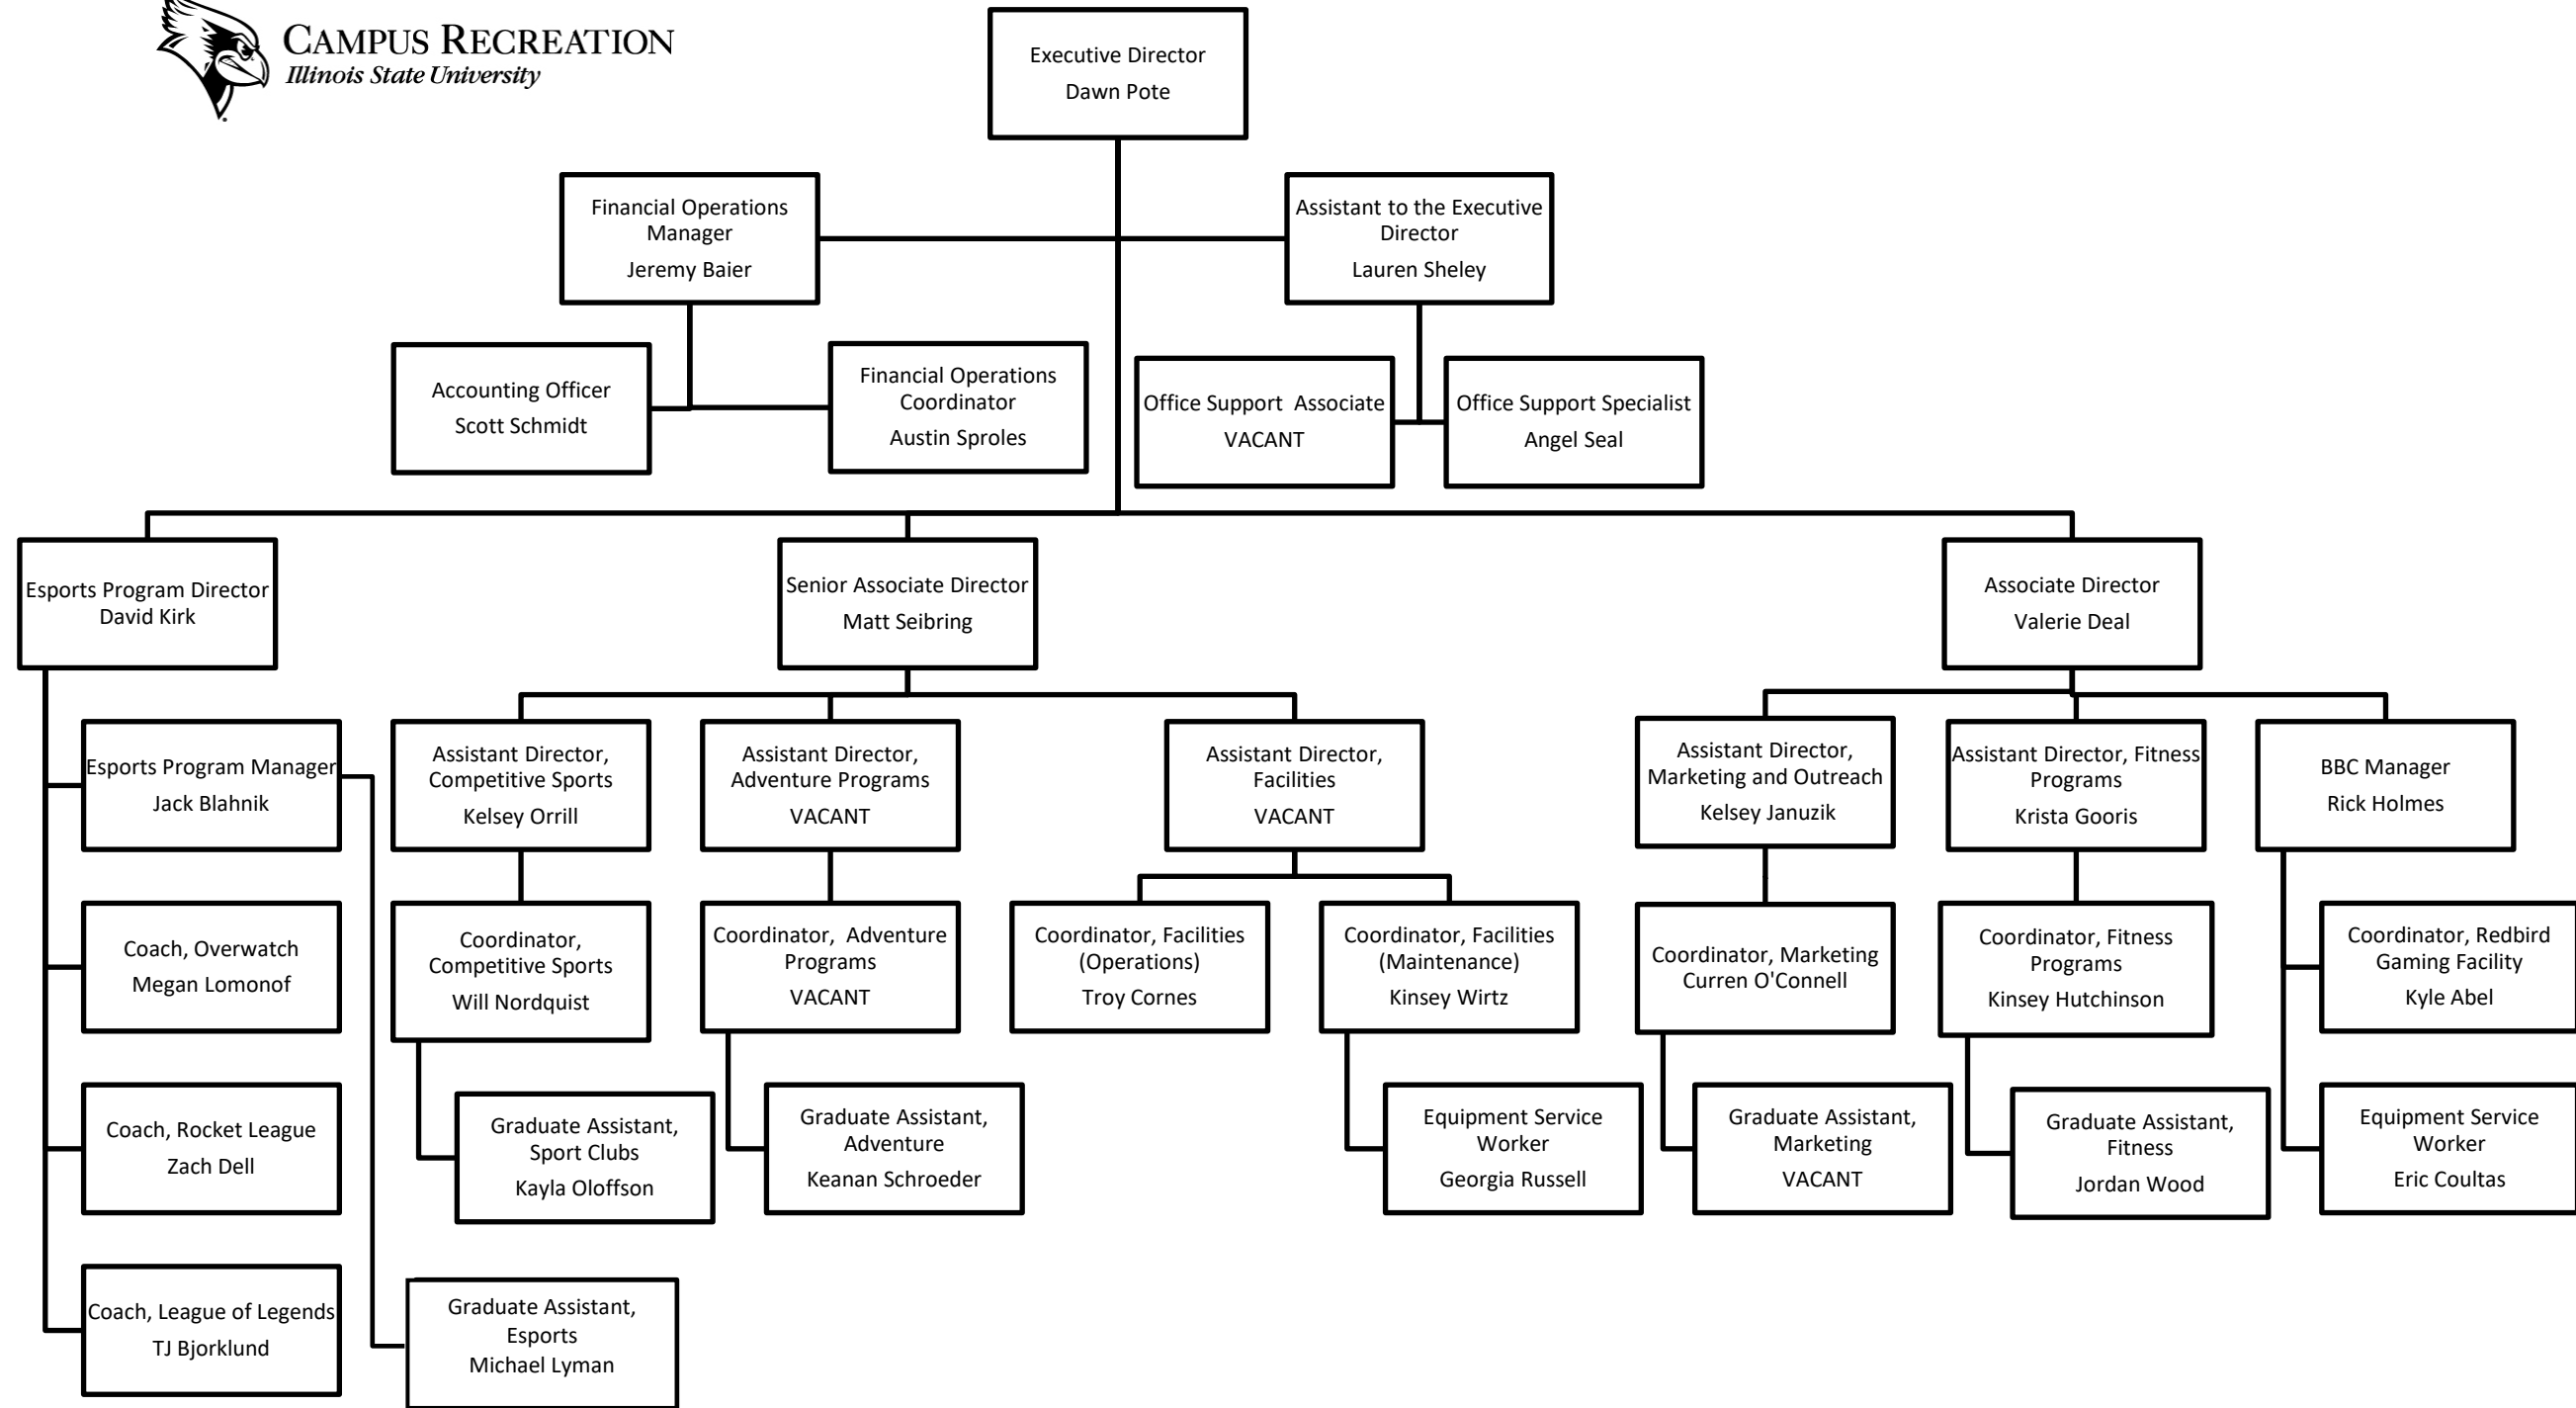 CAMPUS RECREATION
Illinois State University
Executive Director
Dawn Pote
Financial Operations
Manager
Jeremy Baier
Assistant to the Executive
Director
Lauren Sheley
Accounting Officer
Scott Schmidt
Financial Operations
Coordinator
Austin Sproles
Office Support Associate
VACANT
Office Support Specialist
Angel Seal
Esports Program Director
David Kirk
Senior Associate Director
Matt Seibring
Associate Director
Valerie Deal
Esports Program Manager
Jack Blahnik
Assistant Director,
Competitive Sports
Kelsey Orrill
Assistant Director,
Adventure Programs
VACANT
Assistant Director,
Facilities
VACANT
Assistant Director,
Marketing and Outreach
Kelsey Januzik
Assistant Director, Fitness
Programs
Krista Gooris
BBC Manager
Rick Holmes
Coach, Overwatch
Megan Lomonof
Coordinator,
Competitive Sports
Will Nordquist
Coordinator, Adventure
Programs
VACANT
Coordinator, Facilities
(Operations)
Troy Cornes
Coordinator, Facilities
(Maintenance)
Kinsey Wirtz
Coordinator, Marketing
Curren O'Connell
Coordinator, Fitness
Programs
Kinsey Hutchinson
Coordinator, Redbird
Gaming Facility
Kyle Abel
Coach, Rocket League
Zach Dell
Graduate Assistant,
Sport Clubs
Kayla Oloffson
Graduate Assistant,
Adventure
Keanan Schroeder
Equipment Service
Worker
Georgia Russell
Graduate Assistant,
Marketing
VACANT
Graduate Assistant,
Fitness
Jordan Wood
Equipment Service
Worker
Eric Coultas
Coach, League of Legends
TJ Bjorklund
Graduate Assistant,
Esports
Michael Lyman